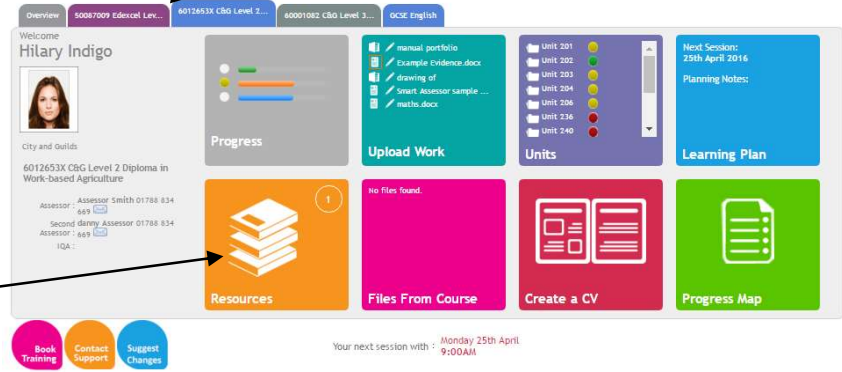 Overview
50087009 Edexcel Lev...
6012653X C&G Level 2...
60001082 C&G Level 3...
GCSE English
Welcome
Hilary Indigo
City and Guilds
6012653X C&G Level 2 Diploma in
Work-based Agriculture
Assessor : Assessor Smith 01788 834
669
Second Assessor : danny Assessor 01788 834
669
IQA :
Progress
manual portfolio
Example Evidence.docx
drawing of
Smart Assessor sample ...
maths.docx
Upload Work
Unit 201
Unit 202
Unit 203
Unit 204
Unit 206
Unit 236
Unit 240
Units
Next Session:
25th April 2016
Planning Notes:
Learning Plan
1
Resources
No files found.
Files From Course
Create a CV
Progress Map
Book
Training
Contact
Support
Suggest
Changes
Your next session with : Monday 25th April
9:00AM